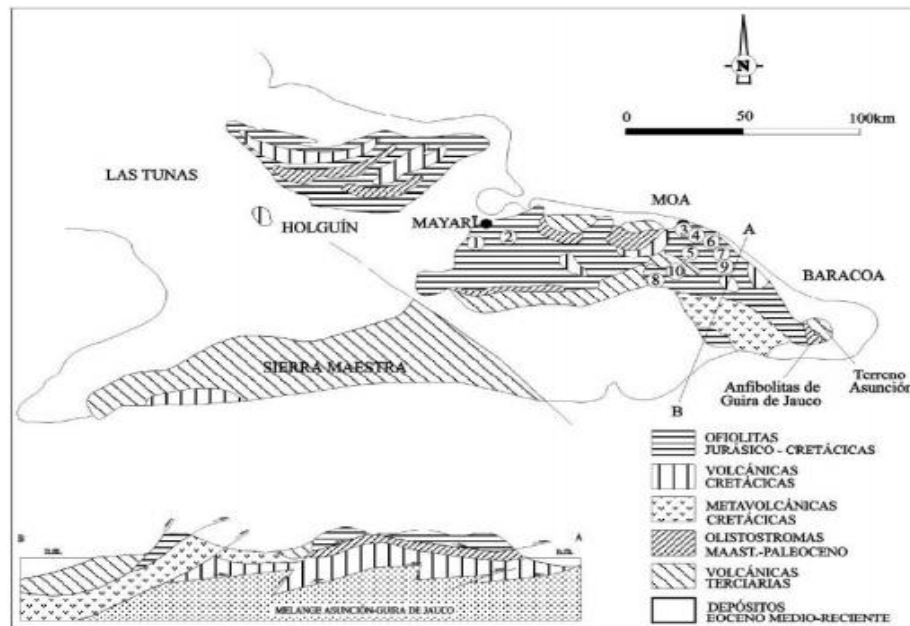 N
0 50 100km
LAS TUNAS
HOLGUÍN
MAYARÍ
MOA
A
BARACOA
1
2
3
4
6
5
7
9
10
8
SIERRA MAESTRA
B
Anfibolitas de
Guira de Jauco
Terreno
Asunción
OFIOLITAS
JURÁSICO - CRETÁCICAS
VOLCÁNICAS
CRETÁCICAS
METAVOLCÁNICAS
CRETÁCICAS
OLISTOSTROMAS
MAAST.-PALEOCENO
VOLCÁNICAS
TERCIARIAS
DEPÓSITOS
EOCENO MEDIO-RECIENTE
B
A
n.m.
n.m.
MELANGE ASUNCIÓN-GUIRA DE JAUCO